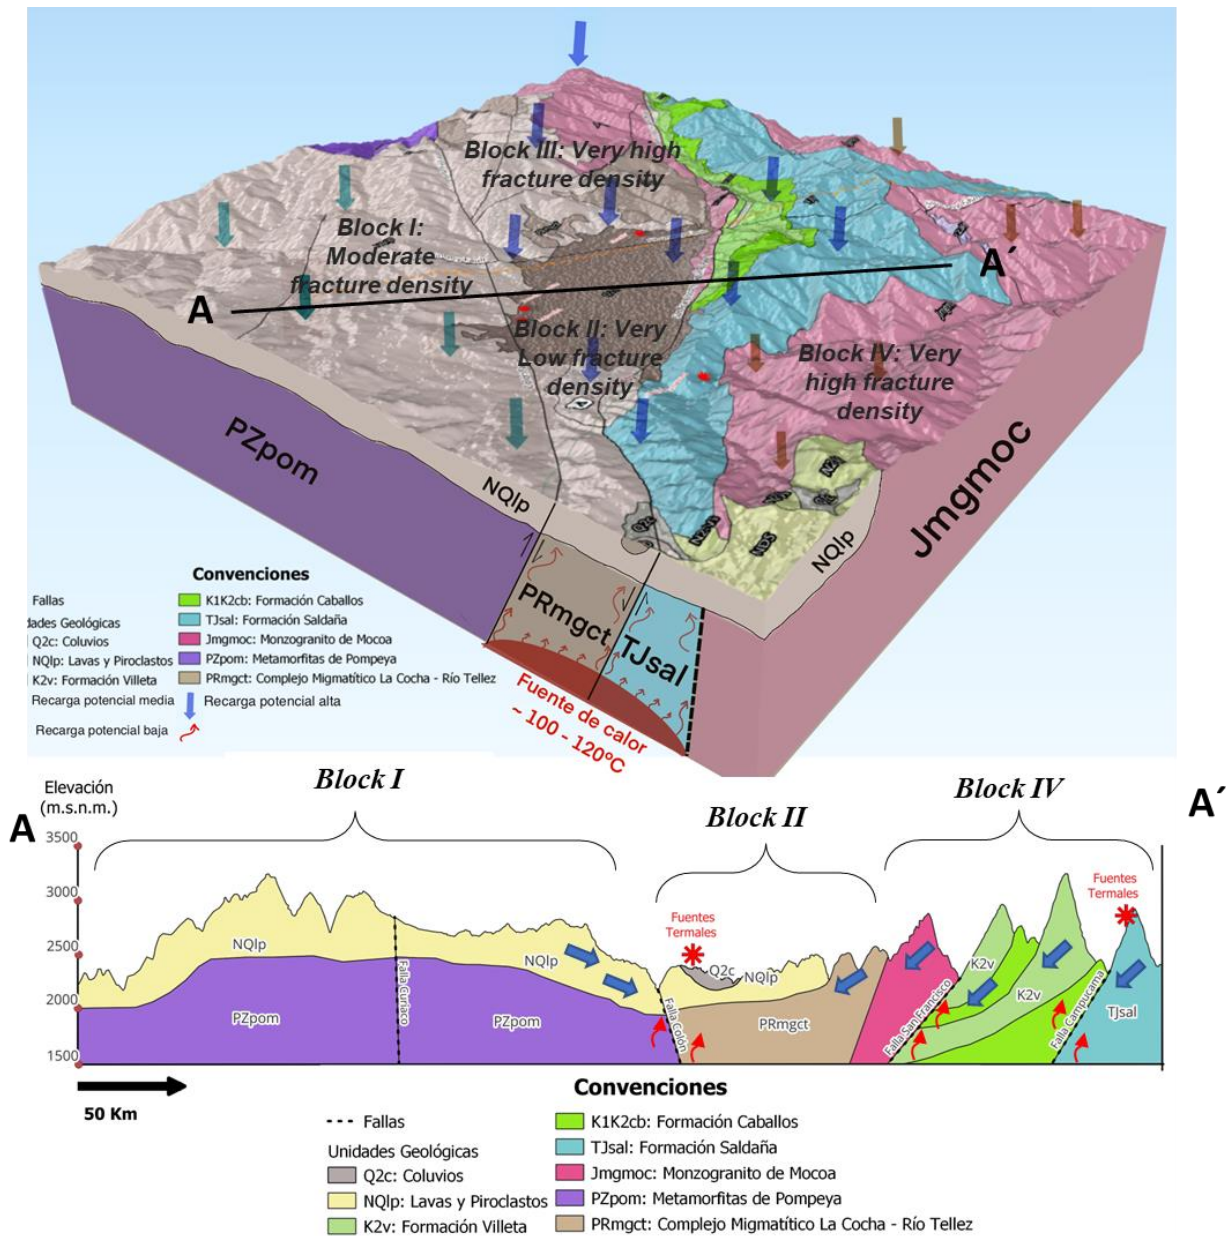 Block III: Very high
fracture density
Block I:
Moderate
fracture density
A
A´
Block II: Very
Low fracture
density
Block IV: Very
high fracture
density
PZpom
NQlp
Q2c
PRmgct
TJsal
Jmgmoc
NQlp
Fuente de calor
~ 100 - 120°C
Convenciones
Fallas
dades Geológicas
Q2c: Coluvios
NQlp: Lavas y Piroclastos
K2v: Formación Villeta
K1K2cb: Formación Caballos
TJsal: Formación Saldaña
Jmgmoc: Monzogranito de Mocoa
PZpom: Metamorfitas de Pompeya
PRmgct: Complejo Migmatítico La Cocha - Río Tellez
Recarga potencial media
Recarga potencial alta
Recarga potencial baja
Elevación
(m.s.n.m.)
A
A´
Block I
Block II
Block IV
3500
3000
2500
2000
1500
NQlp
NQlp
PZpom
PZpom
Falla Curiaco
Falla Colón
Fuentes
Termales
Q2c
NQlp
PRmgct
Falla San Francisco
K2v
K2v
Falla Campucama
Fuentes
Termales
TJsal
50 Km
Convenciones
Fallas
Unidades Geológicas
Q2c: Coluvios
NQlp: Lavas y Piroclastos
K2v: Formación Villeta
K1K2cb: Formación Caballos
TJsal: Formación Saldaña
Jmgmoc: Monzogranito de Mocoa
PZpom: Metamorfitas de Pompeya
PRmgct: Complejo Migmatítico La Cocha - Río Tellez